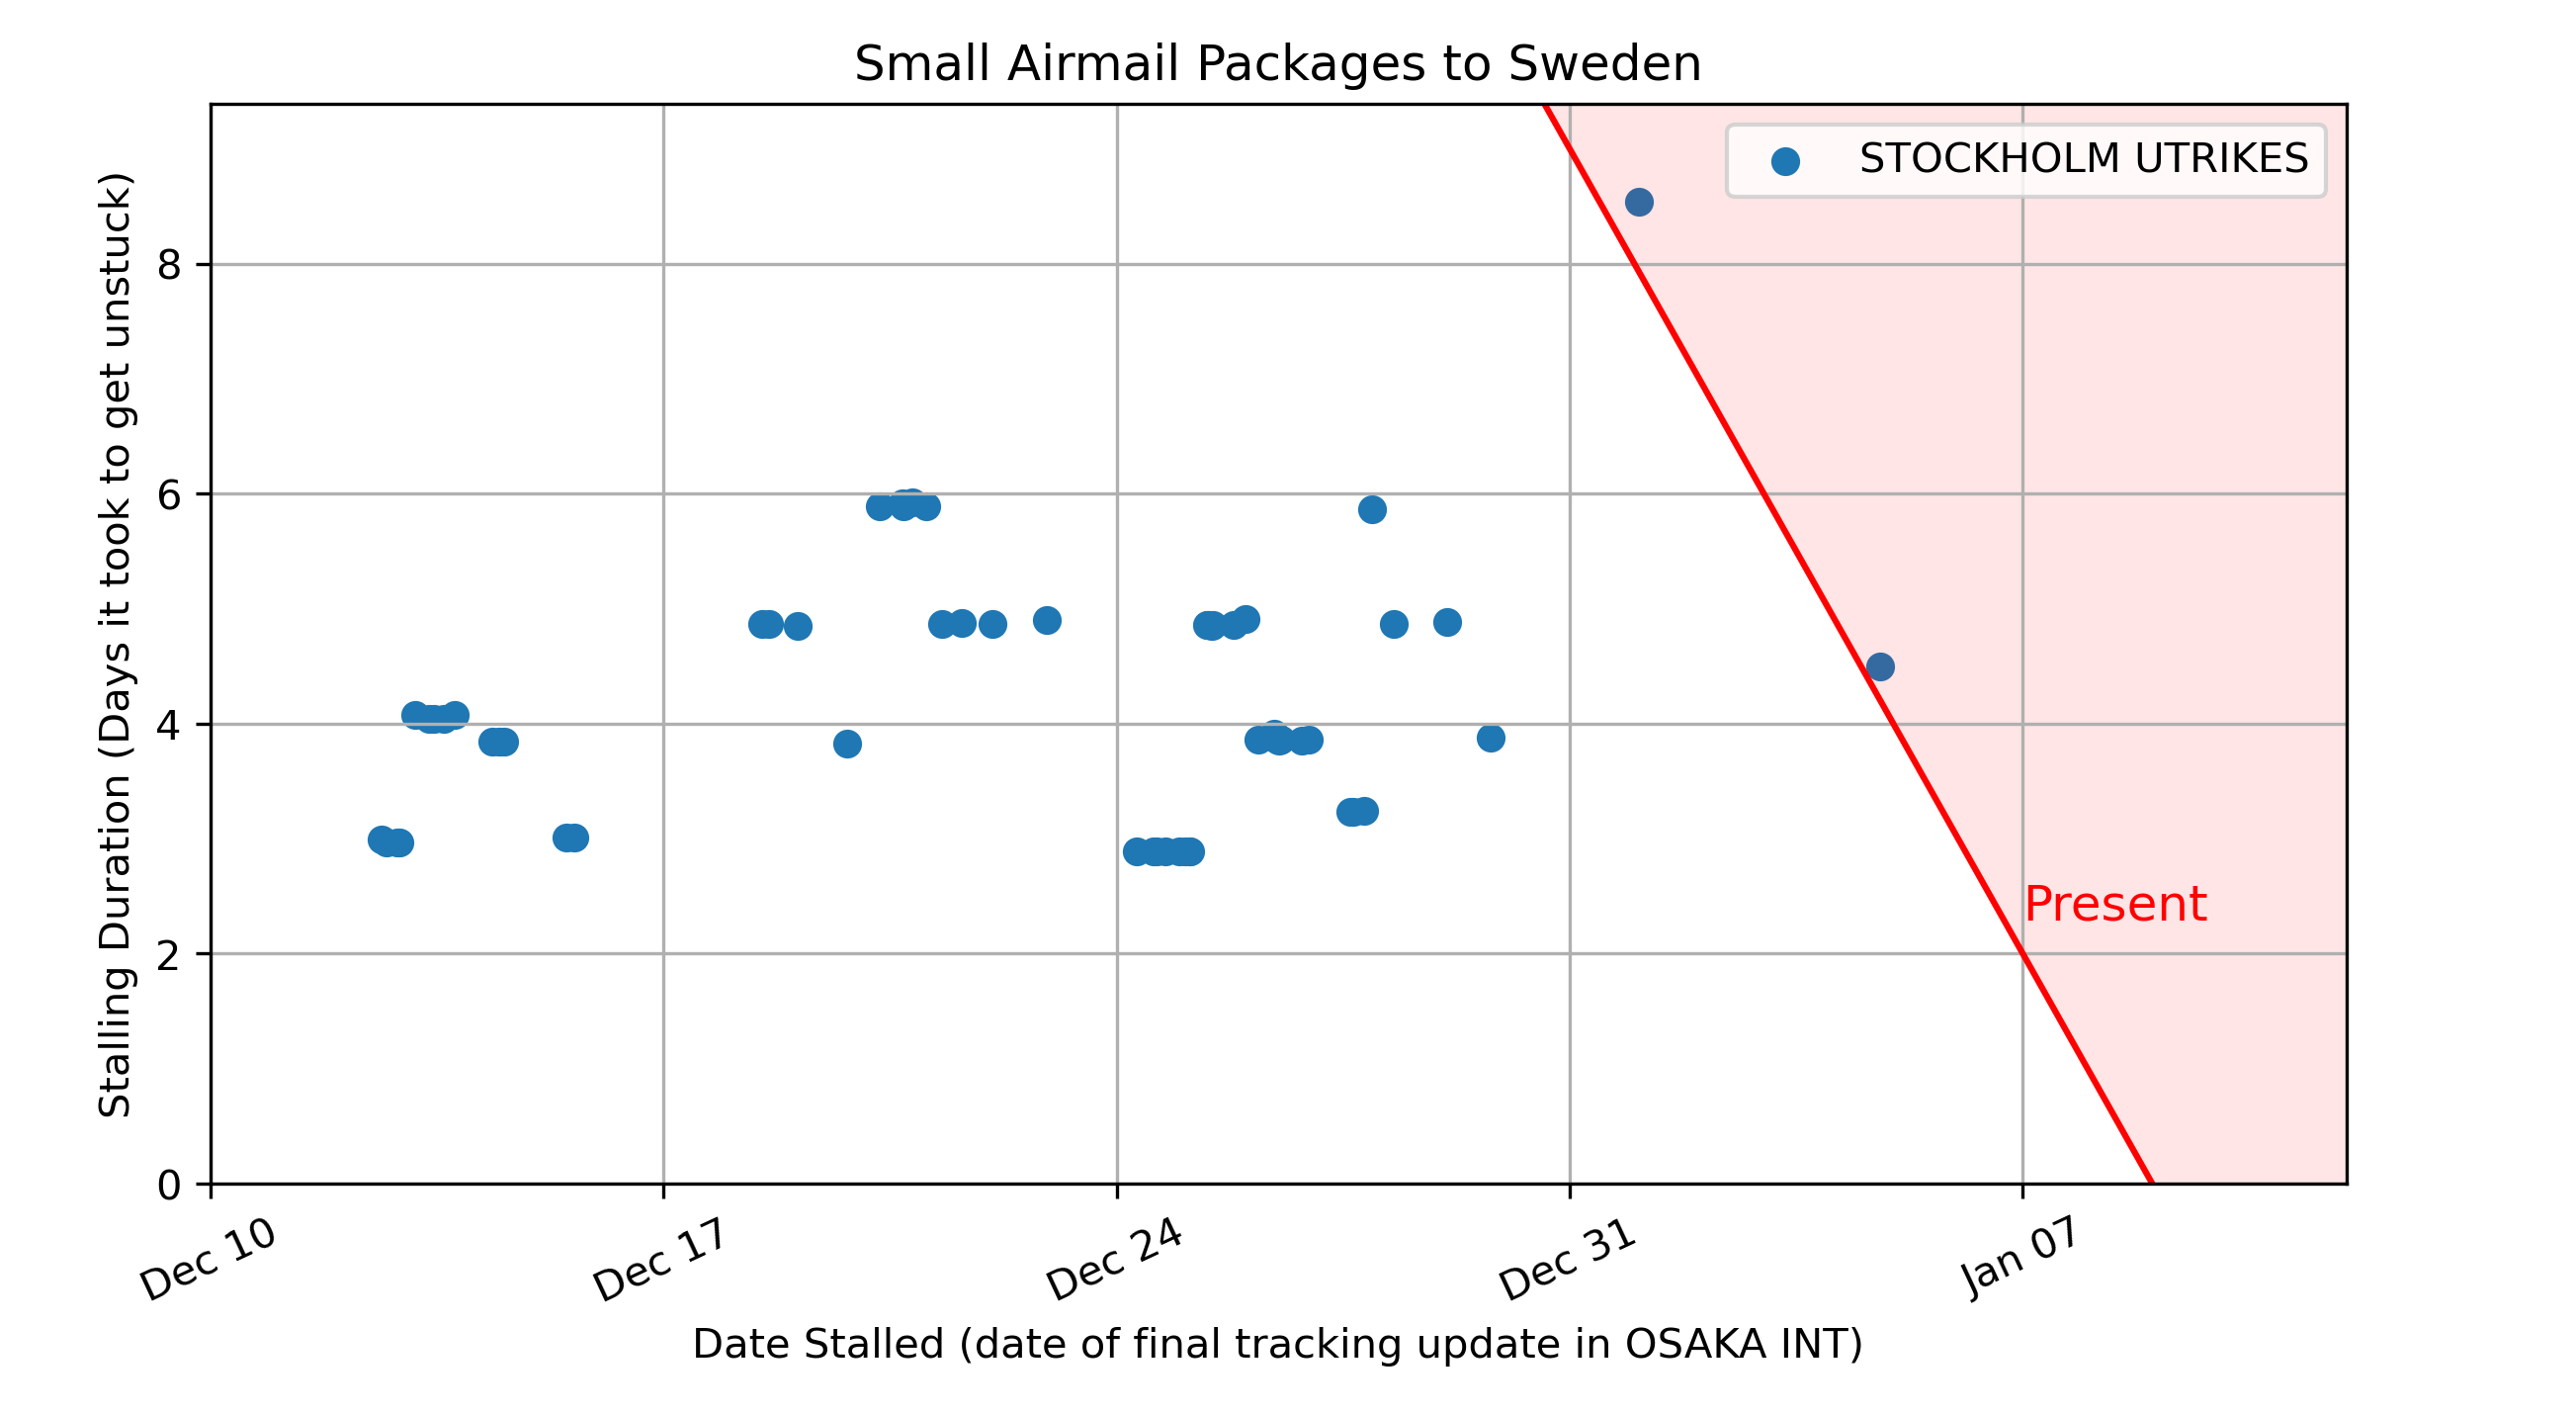 Small Airmail Packages to Sweden
STOCKHOLM UTRIKES
Stalling Duration (Days it took to get unstuck)
8
6
4
2
0
Present
Dec 10
Dec 17
Dec 24
Dec 31
Jan 07
Date Stalled (date of final tracking update in OSAKA INT)